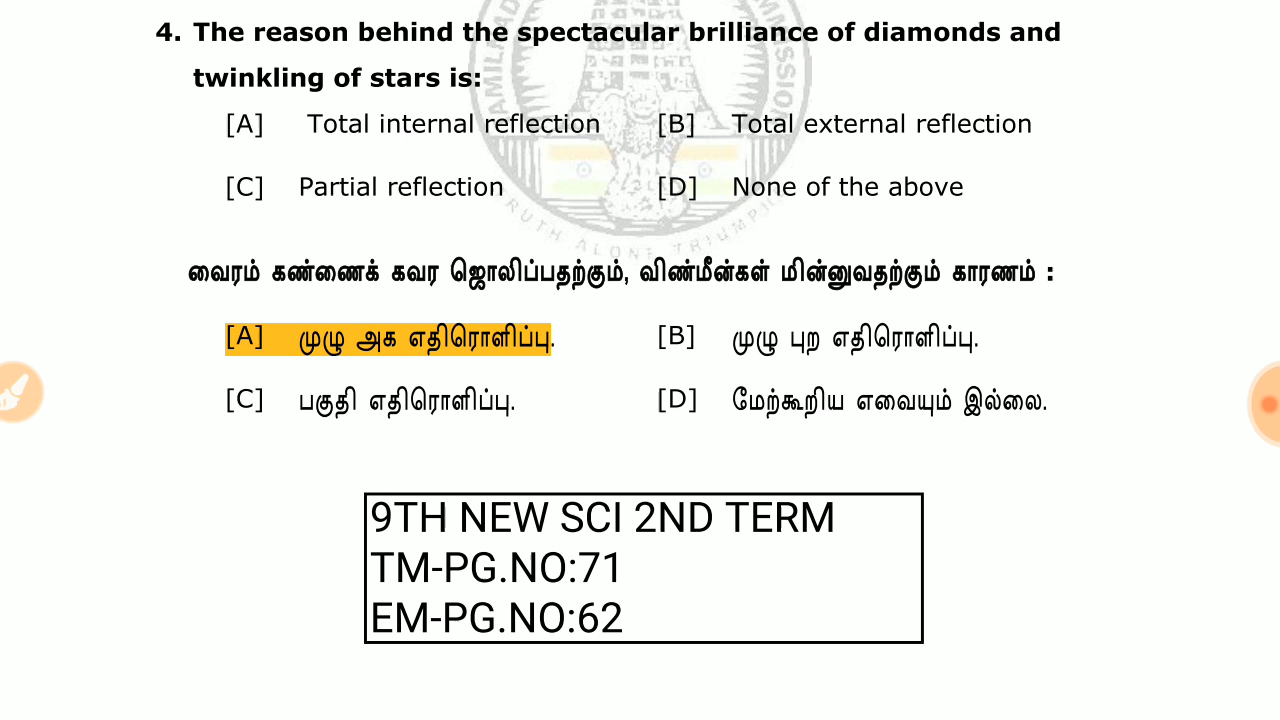 4. The reason behind the spectacular brilliance of diamonds and
twinkling of stars is:
[A] Total internal reflection [B] Total external reflection
[C] Partial reflection [D] None of the above
வைரம் கண்ணைக் கவர ஜொலிப்பதற்கும், விண்மீன்கள் மின்னுவதற்கும் காரணம் :
[A] முழு அக எதிரொளிப்பு. [B] முழு புற எதிரொளிப்பு.
[C] பகுதி எதிரொளிப்பு. [D] மேற்கூறிய எவையும் இல்லை.
9TH NEW SCI 2ND TERM
TM-PG.NO:71
EM-PG.NO:62